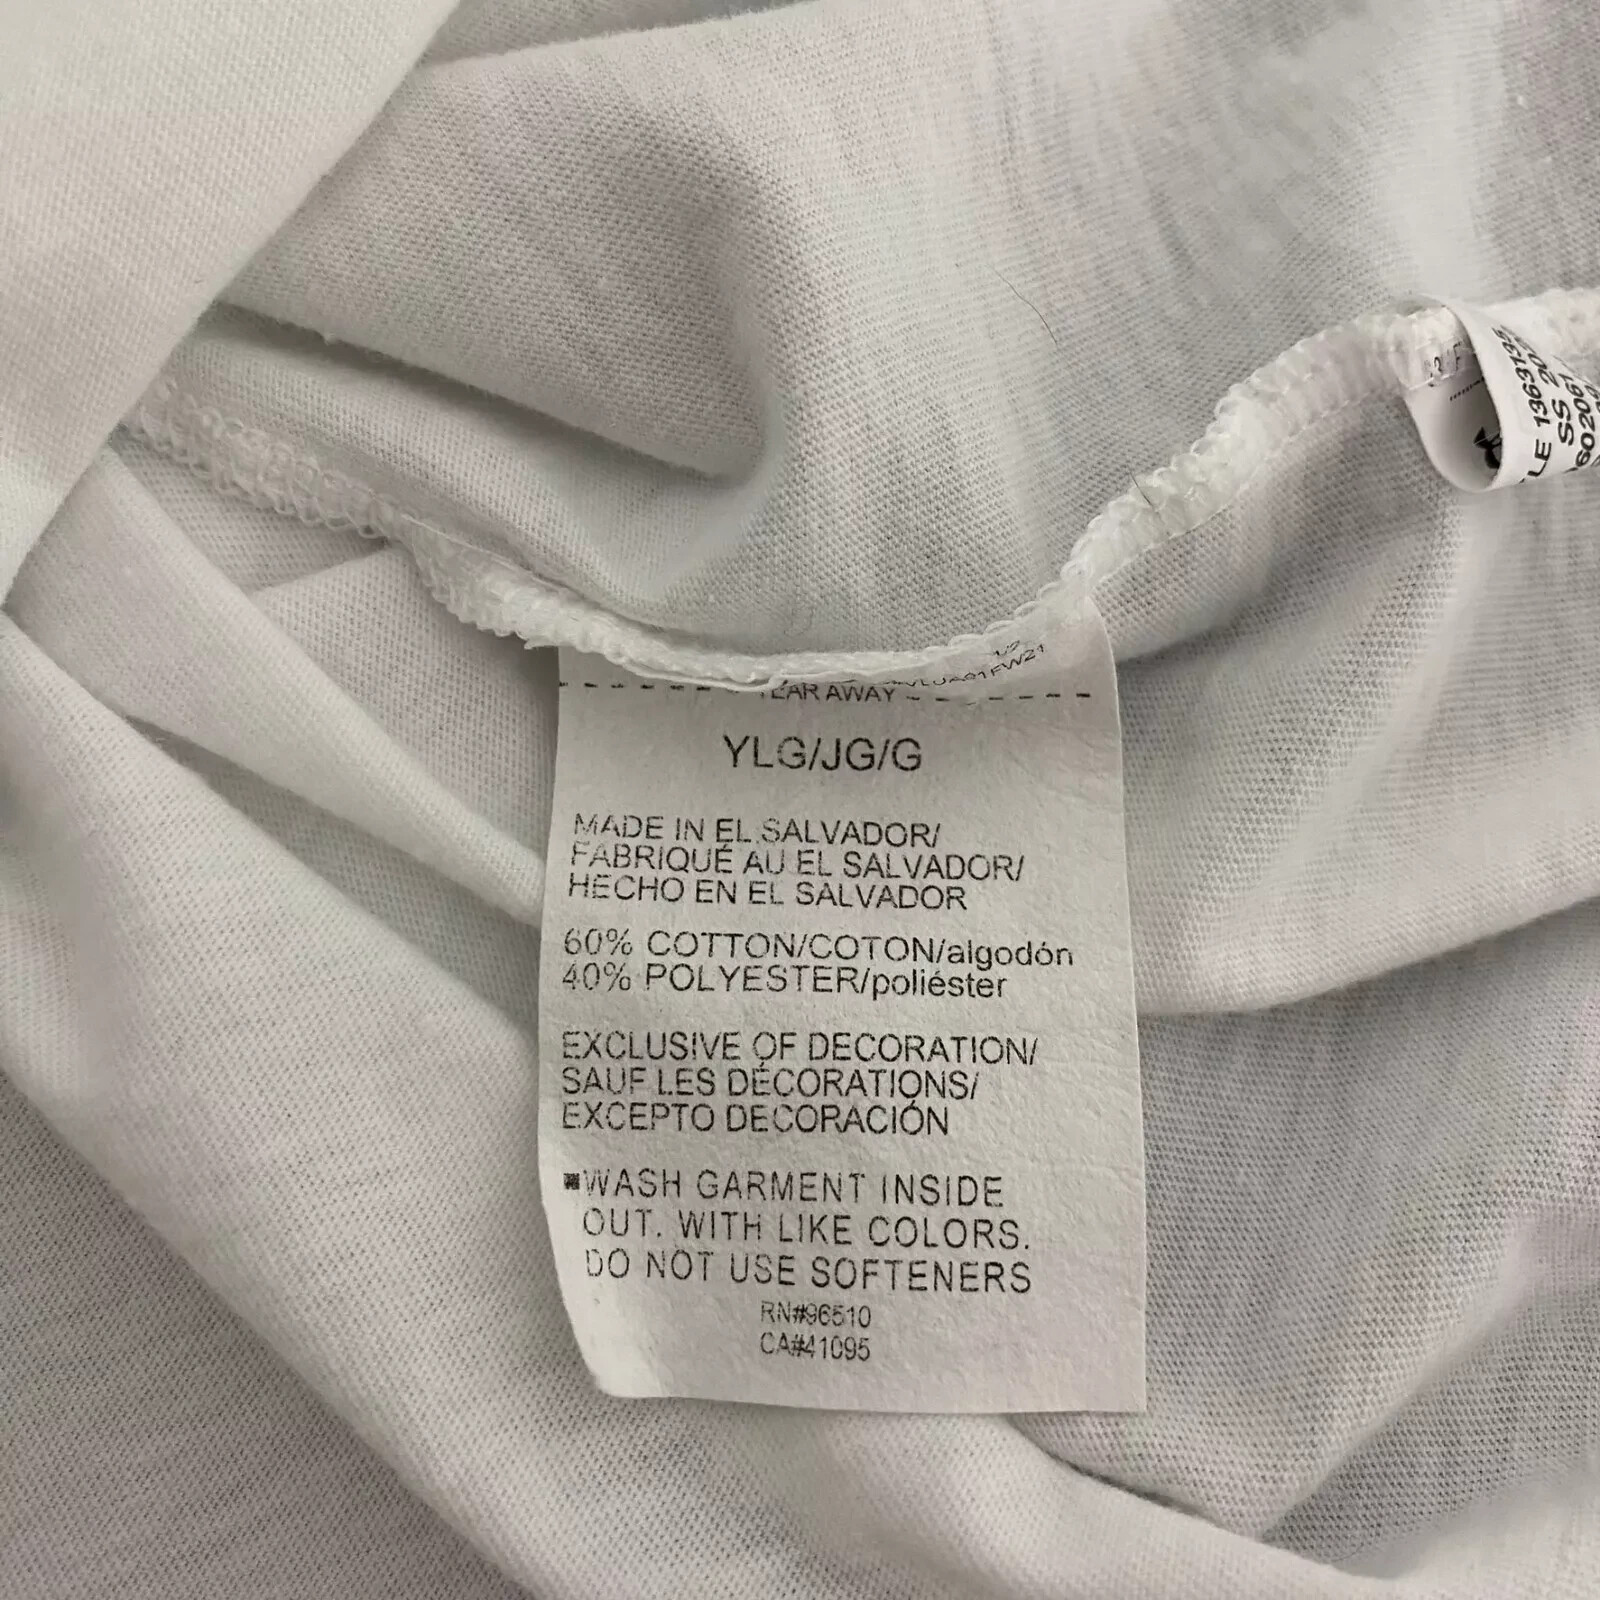 TEAR AWAY
YLG/JG/G
MADE IN EL SALVADOR/
FABRIQUÉ AU EL SALVADOR/
HECHO EN EL SALVADOR
60% COTTON/COTON/algodón
40% POLYESTER/poliéster
EXCLUSIVE OF DECORATION/
SAUF LES DÉCORATIONS/
EXCEPTO DECORACIÓN
WASH GARMENT INSIDE
OUT. WITH LIKE COLORS.
DO NOT USE SOFTENERS
RN#96510
CA#41095
1363135
SS